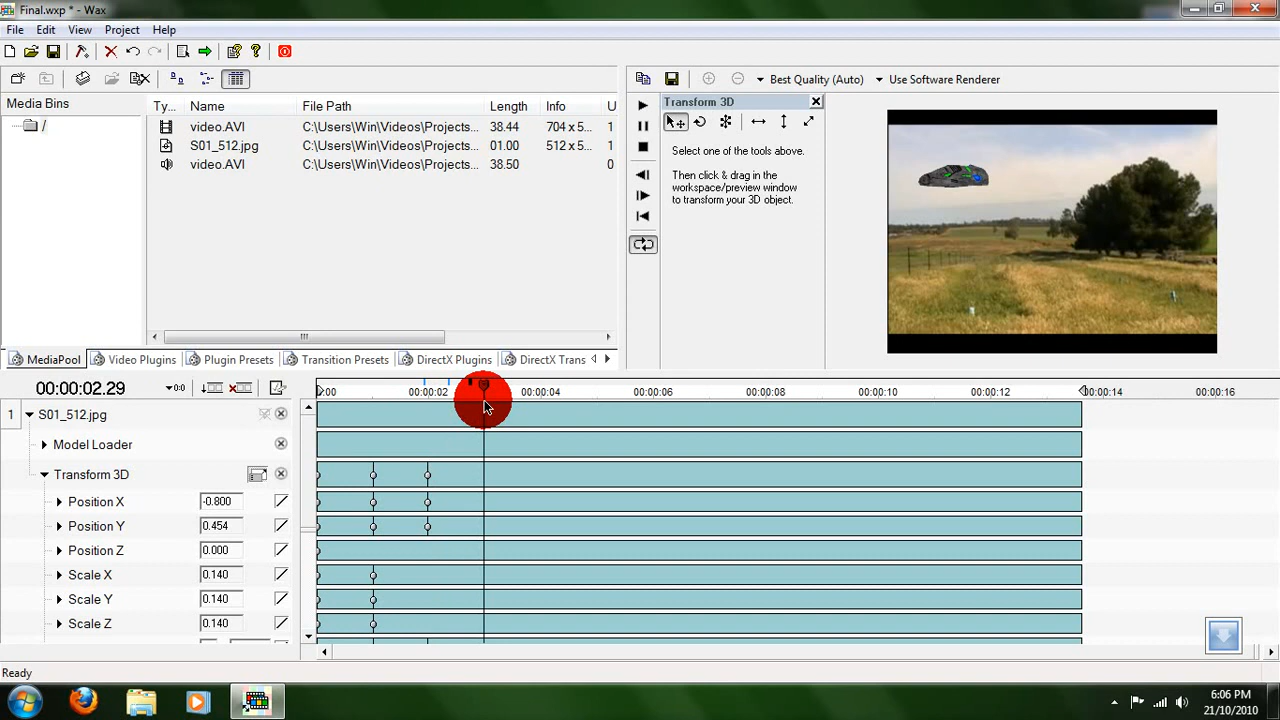 Final.wxp * - Wax
File Edit View Project Help
Media Bins
/
Ty... Name File Path Length Info U
video.AVI C:\Users\Win\Videos\Projects... 38.44 704 x 5... 1
S01_512.jpg C:\Users\Win\Videos\Projects... 01.00 512 x 5... 1
video.AVI C:\Users\Win\Videos\Projects... 38.50 0
MediaPool Video Plugins Plugin Presets Transition Presets DirectX Plugins DirectX Trans
Best Quality (Auto) Use Software Renderer
Transform 3D
Select one of the tools above.
Then click & drag in the
workspace/preview window
to transform your 3D object.
00:00:02.29 0:0 :00 00:00:02 00:00:04 00:00:06 00:00:08 00:00:10 00:00:12 00:00:14 00:00:16
1 S01_512.jpg
Model Loader
Transform 3D
Position X -0.800
Position Y 0.454
Position Z 0.000
Scale X 0.140
Scale Y 0.140
Scale Z 0.140
Ready
6:06 PM
21/10/2010